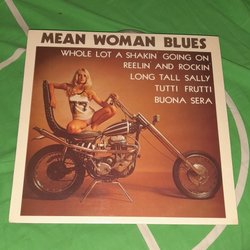 MEAN WOMAN BLUES
WHOLE LOT A SHAKIN GOING ON
REELIN AND ROCKIN
LONG TALL SALLY
TUTTI FRUTTI
BUONA SERA